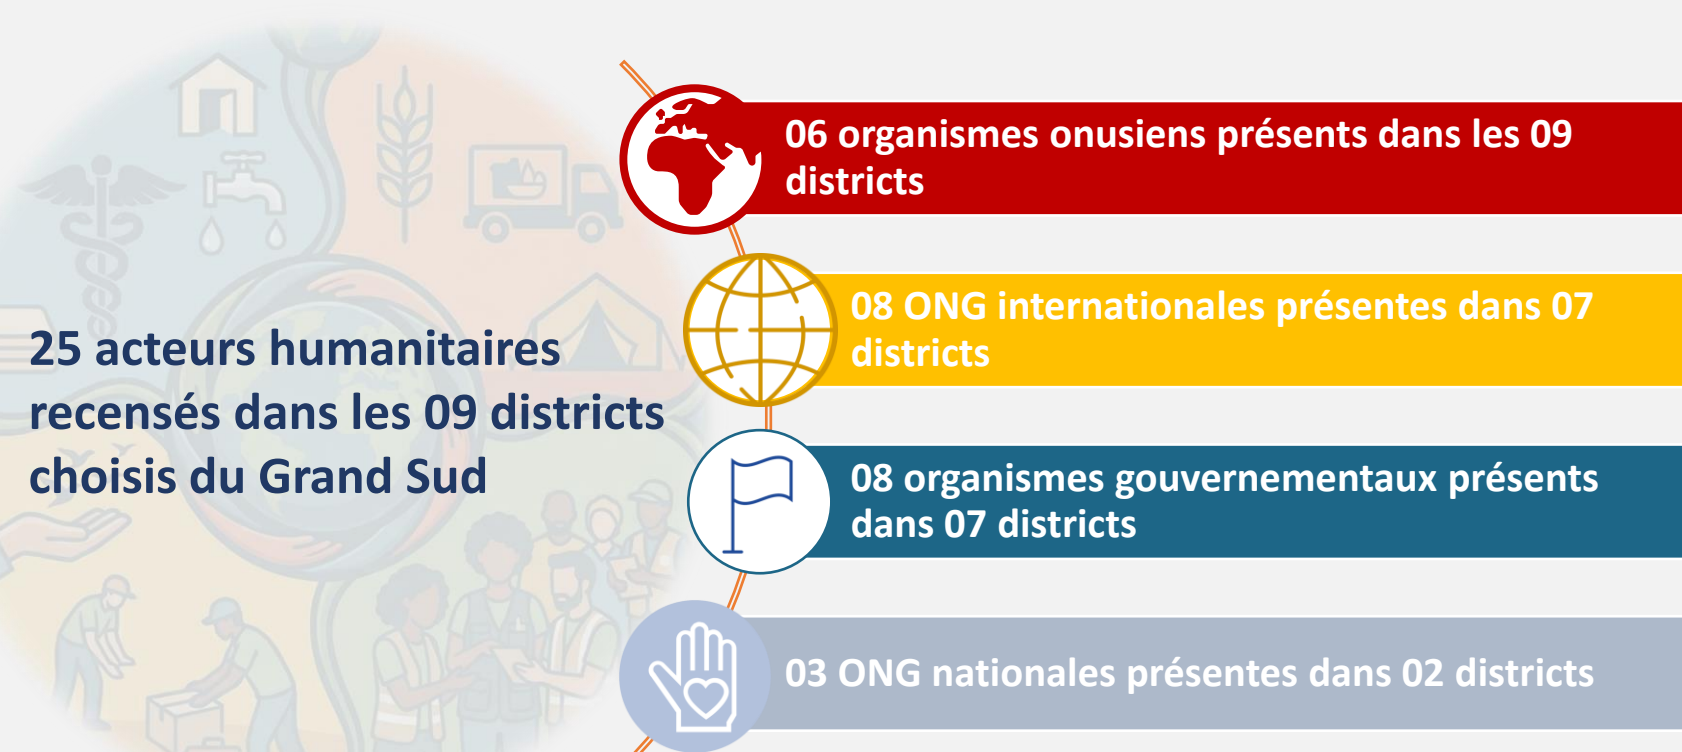 25 acteurs humanitaires
recensés dans les 09 districts
choisis du Grand Sud
06 organismes onusiens présents dans les 09
districts
08 ONG internationales présentes dans 07
districts
08 organismes gouvernementaux présents
dans 07 districts
03 ONG nationales présentes dans 02 districts